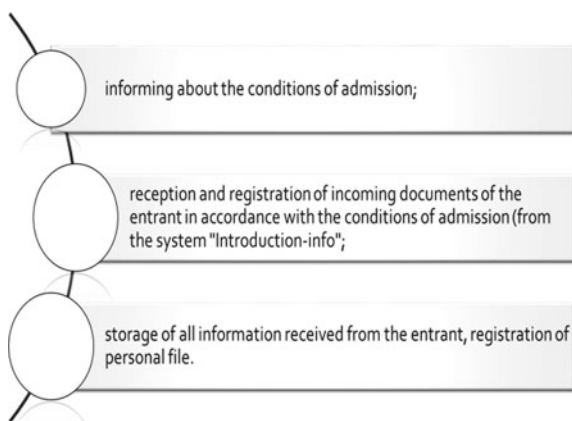 informing about the conditions of admission;
reception and registration of incoming documents of the
entrant in accordance with the conditions of admission (from
the system "Introduction-info";
storage of all information received from the entrant, registration of
personal file.